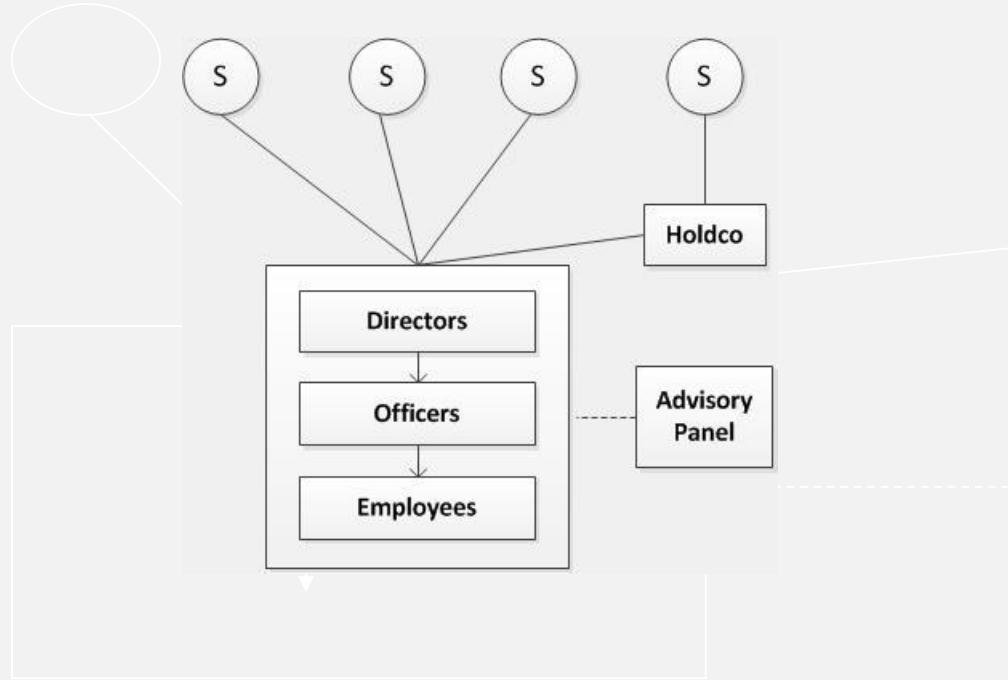 S
S
S
S
Holdco
Directors
Officers
Advisory
Panel
Employees